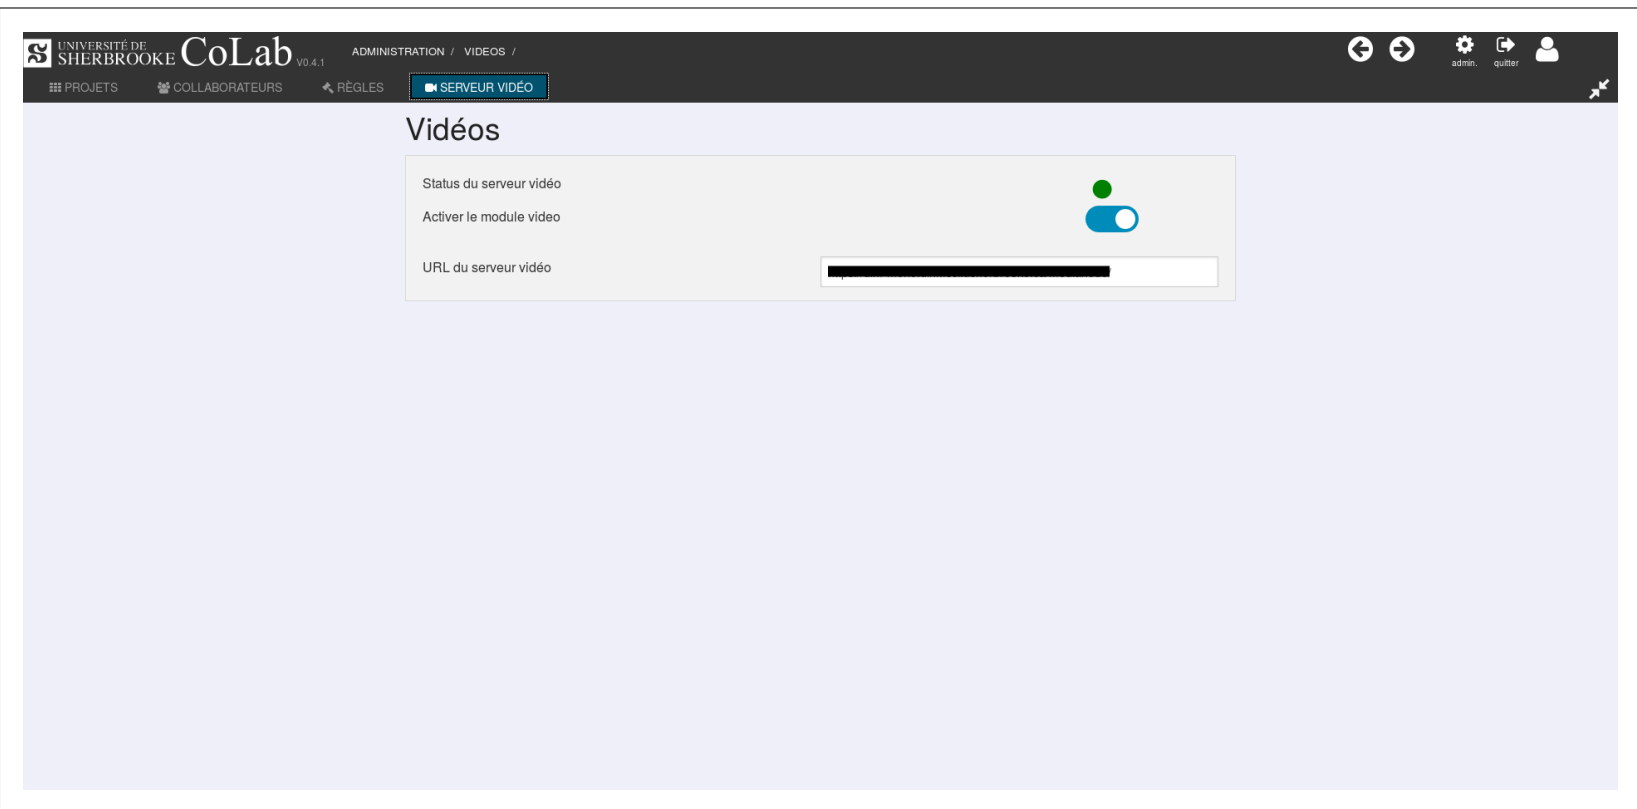 UNIVERSITÉ DE
SHERBROOKE CoLab V0.4.1
ADMINISTRATION / VIDEOS /
admin. quitter
PROJETS COLLABORATEURS RÈGLES SERVEUR VIDÉO
Vidéos
Status du serveur vidéo
Activer le module video
URL du serveur vidéo